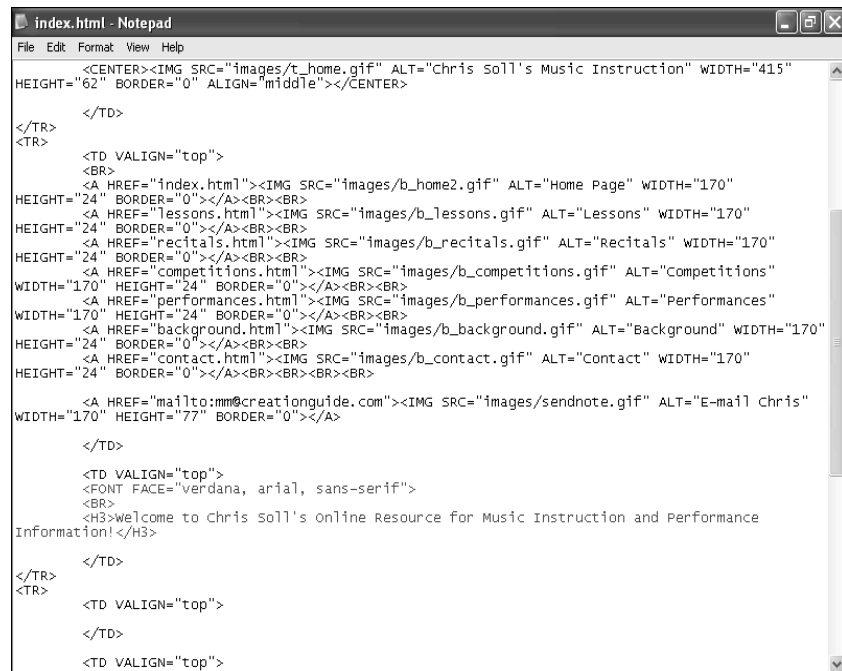 index.html - Notepad
File Edit Format View Help
<CENTER><IMG SRC="images/t_home.gif" ALT="Chris Soll's Music Instruction" WIDTH="415"
HEIGHT="62" BORDER="0" ALIGN="middle"></CENTER>
</TD>
</TR>
<TR>
<TD VALIGN="top">
<BR>
<A HREF="index.html"><IMG SRC="images/b_home2.gif" ALT="Home Page" WIDTH="170"
HEIGHT="24" BORDER="0"></A><BR><BR>
<A HREF="lessons.html"><IMG SRC="images/b_lessons.gif" ALT="Lessons" WIDTH="170"
HEIGHT="24" BORDER="0"></A><BR><BR>
<A HREF="recitals.html"><IMG SRC="images/b_recitals.gif" ALT="Recitals" WIDTH="170"
HEIGHT="24" BORDER="0"></A><BR><BR>
<A HREF="competitions.html"><IMG SRC="images/b_competitions.gif" ALT="Competitions"
WIDTH="170" HEIGHT="24" BORDER="0"></A><BR><BR>
<A HREF="performances.html"><IMG SRC="images/b_performances.gif" ALT="Performances"
WIDTH="170" HEIGHT="24" BORDER="0"></A><BR><BR>
<A HREF="background.html"><IMG SRC="images/b_background.gif" ALT="Background" WIDTH="170"
HEIGHT="24" BORDER="0"></A><BR><BR>
<A HREF="contact.html"><IMG SRC="images/b_contact.gif" ALT="Contact" WIDTH="170"
HEIGHT="24" BORDER="0"></A><BR><BR><BR><BR>
<A HREF="mailto:mm@creationguide.com"><IMG SRC="images/sendnote.gif" ALT="E-mail Chris"
WIDTH="170" HEIGHT="77" BORDER="0"></A>
</TD>
<TD VALIGN="top">
<FONT FACE="verdana, arial, sans-serif">
<BR>
<H3>Welcome to Chris Soll's Online Resource for Music Instruction and Performance
Information!</H3>
</TD>
</TR>
<TR>
<TD VALIGN="top">
</TD>
<TD VALIGN="top">